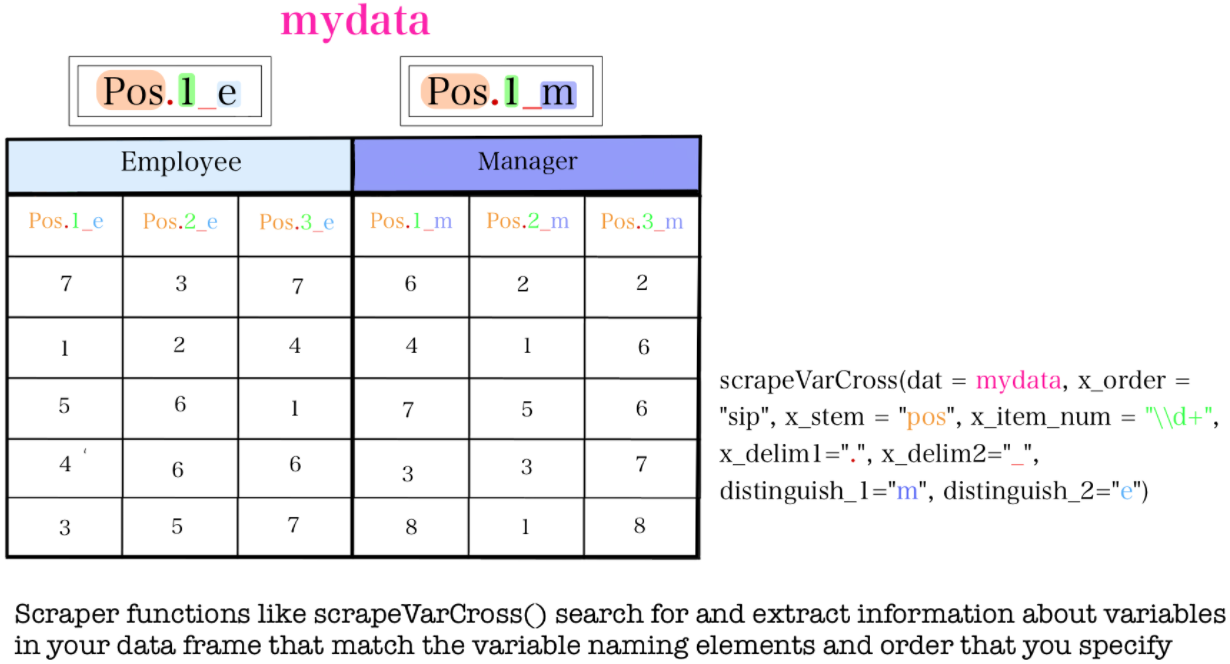 mydata
Pos.1_e Pos.1_m
Employee Manager
Pos.1_e Pos.2_e Pos.3_e Pos.1_m Pos.2_m Pos.3_m
7 3 7 6 2 2
1 2 4 4 1 6
5 6 1 7 5 6
4 6 6 3 3 7
3 5 7 8 1 8
scrapeVarCross(dat = mydata, x_order =
"sip", x_stem = "pos", x_item_num = "\\d+",
x_delim1=".", x_delim2="_",
distinguish_1="m", distinguish_2="e")
Scraper functions like scrapeVarCross() search for and extract information about variables
in your data frame that match the variable naming elements and order that you specify